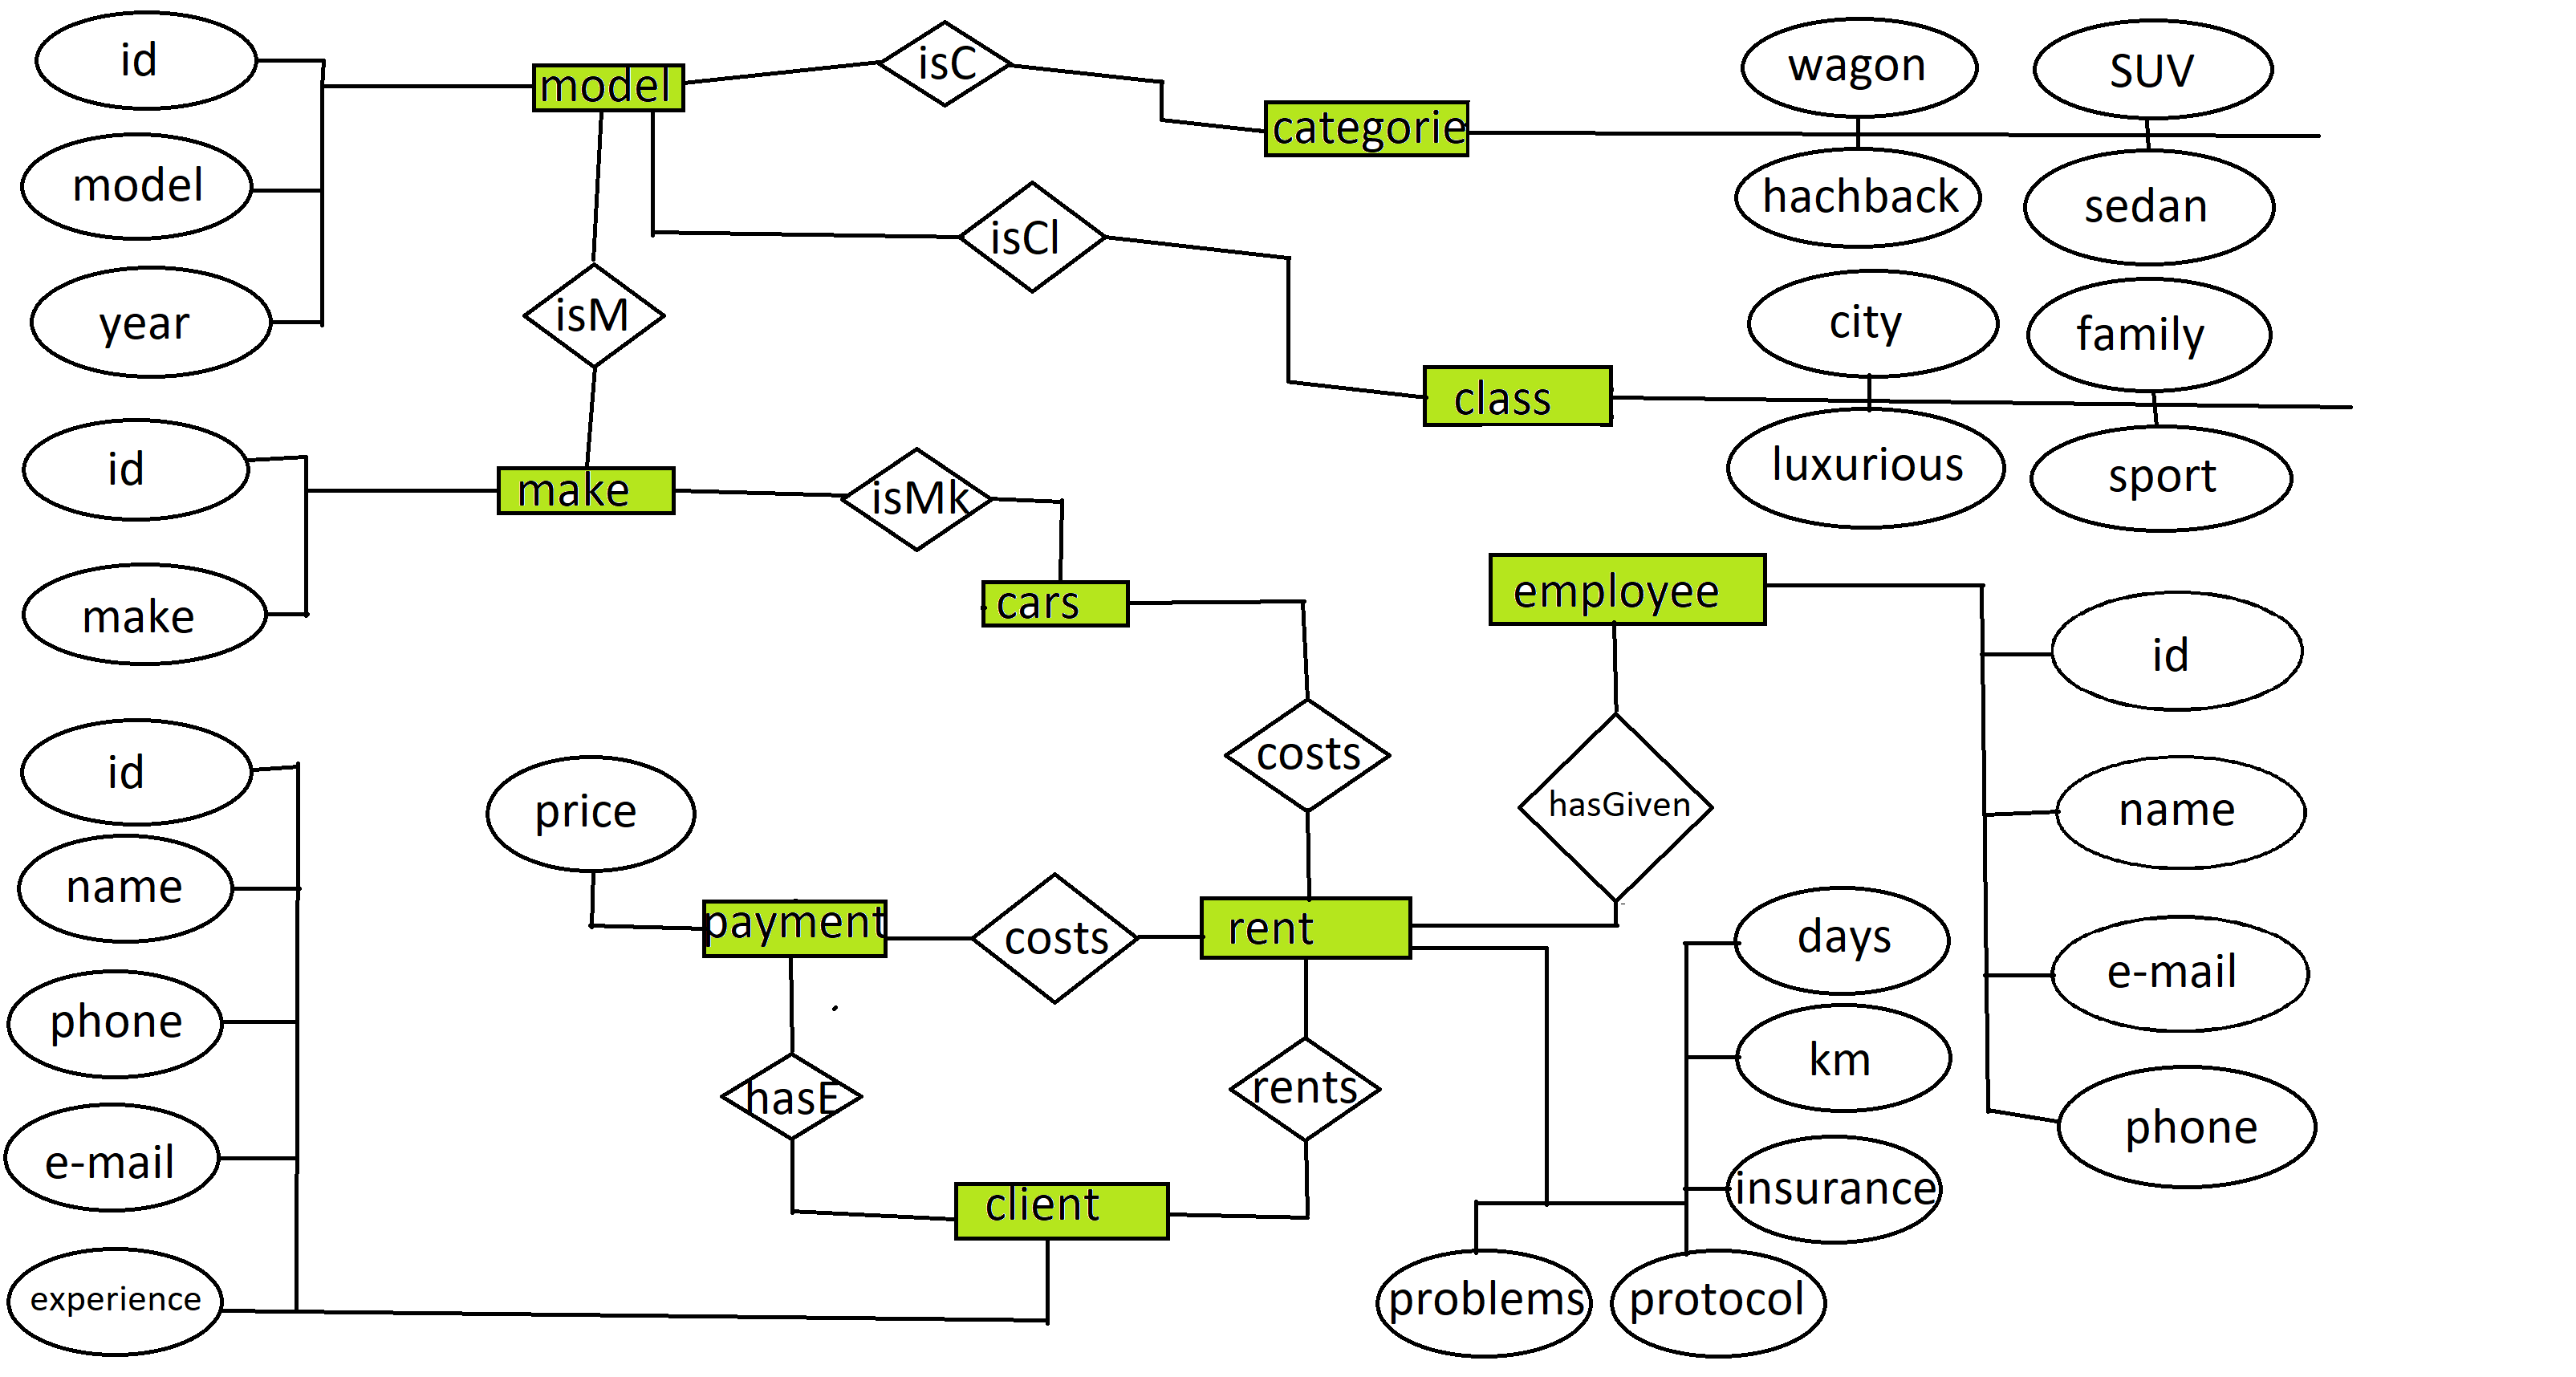 id
model
isC
wagon
SUV
categorie
model
hachback
sedan
isCl
year
isM
city
family
class
id
make
isMk
luxurious
sport
make
cars
employee
id
id
price
costs
hasGiven
name
name
payment
costs
rent
days
phone
e-mail
km
hasE
rents
e-mail
client
insurance
phone
experience
problems
protocol